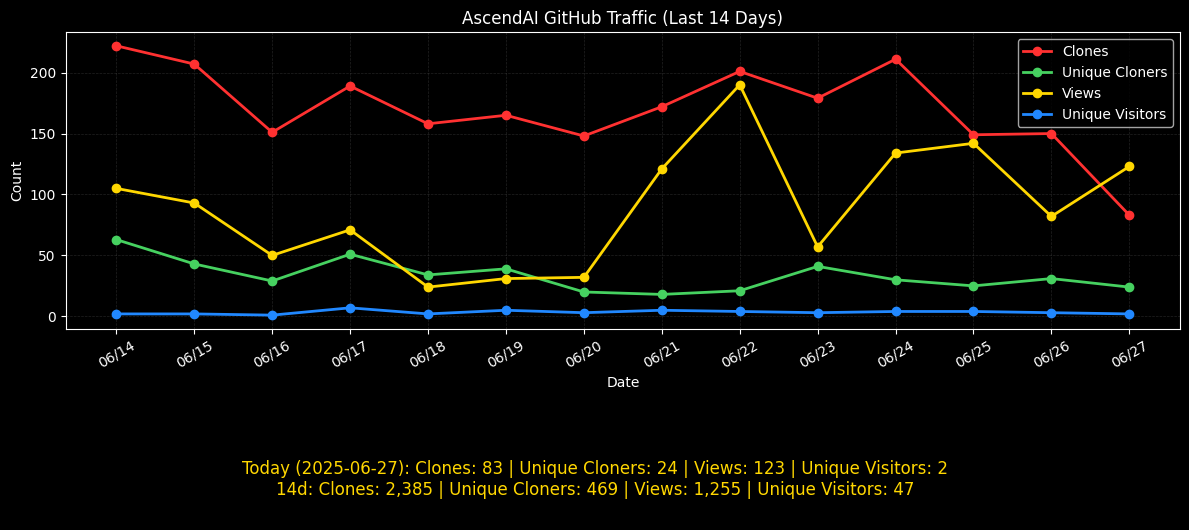 AscendAI GitHub Traffic (Last 14 Days)
Clones
Unique Cloners
Views
Unique Visitors
Count
200
150
100
50
0
06/14 06/15 06/16 06/17 06/18 06/19 06/20 06/21 06/22 06/23 06/24 06/25 06/26 06/27
Date
Today (2025-06-27): Clones: 83 | Unique Cloners: 24 | Views: 123 | Unique Visitors: 2
14d: Clones: 2,385 | Unique Cloners: 469 | Views: 1,255 | Unique Visitors: 47